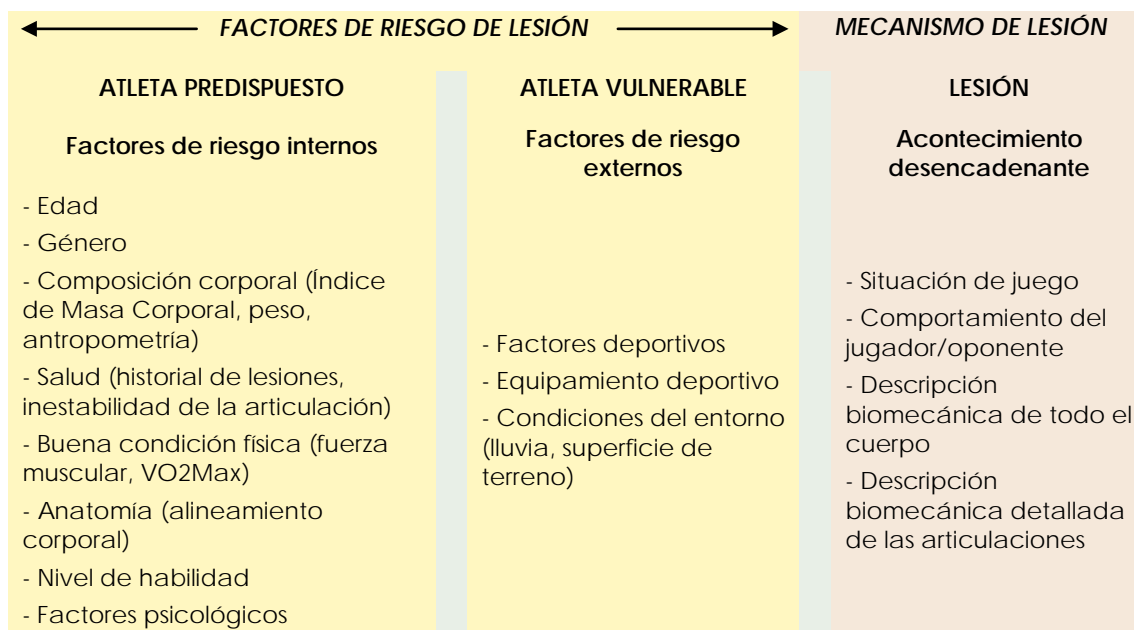 FACTORES DE RIESGO DE LESIÓN
MECANISMO DE LESIÓN
ATLETA PREDISPUESTO
Factores de riesgo internos
- Edad
- Género
- Composición corporal (Índice
de Masa Corporal, peso,
antropometría)
- Salud (historial de lesiones,
inestabilidad de la articulación)
- Buena condición física (fuerza
muscular, VO2Max)
- Anatomía (alineamiento
corporal)
- Nivel de habilidad
- Factores psicológicos
ATLETA VULNERABLE
Factores de riesgo
externos
- Factores deportivos
- Equipamiento deportivo
- Condiciones del entorno
(lluvia, superficie de
terreno)
LESIÓN
Acontecimiento
desencadenante
- Situación de juego
- Comportamiento del
jugador/oponente
- Descripción
biomecánica de todo el
cuerpo
- Descripción
biomecánica detallada
de las articulaciones